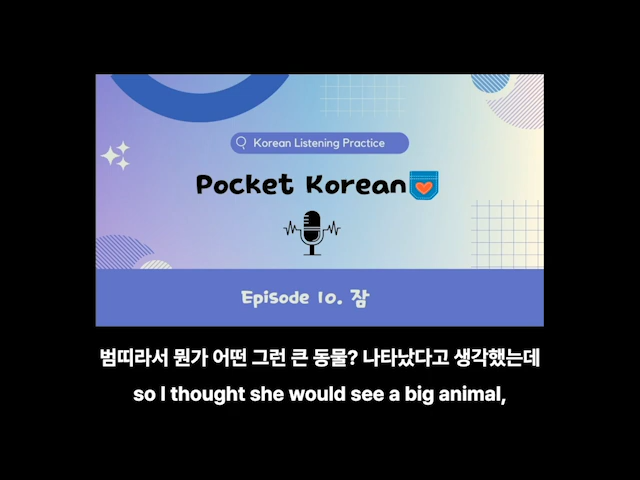 Korean Listening Practice
Pocket Korean
Episode 10. 잠
범띠라서 뭔가 어떤 그런 큰 동물? 나타났다고 생각했는데
so I thought she would see a big animal,